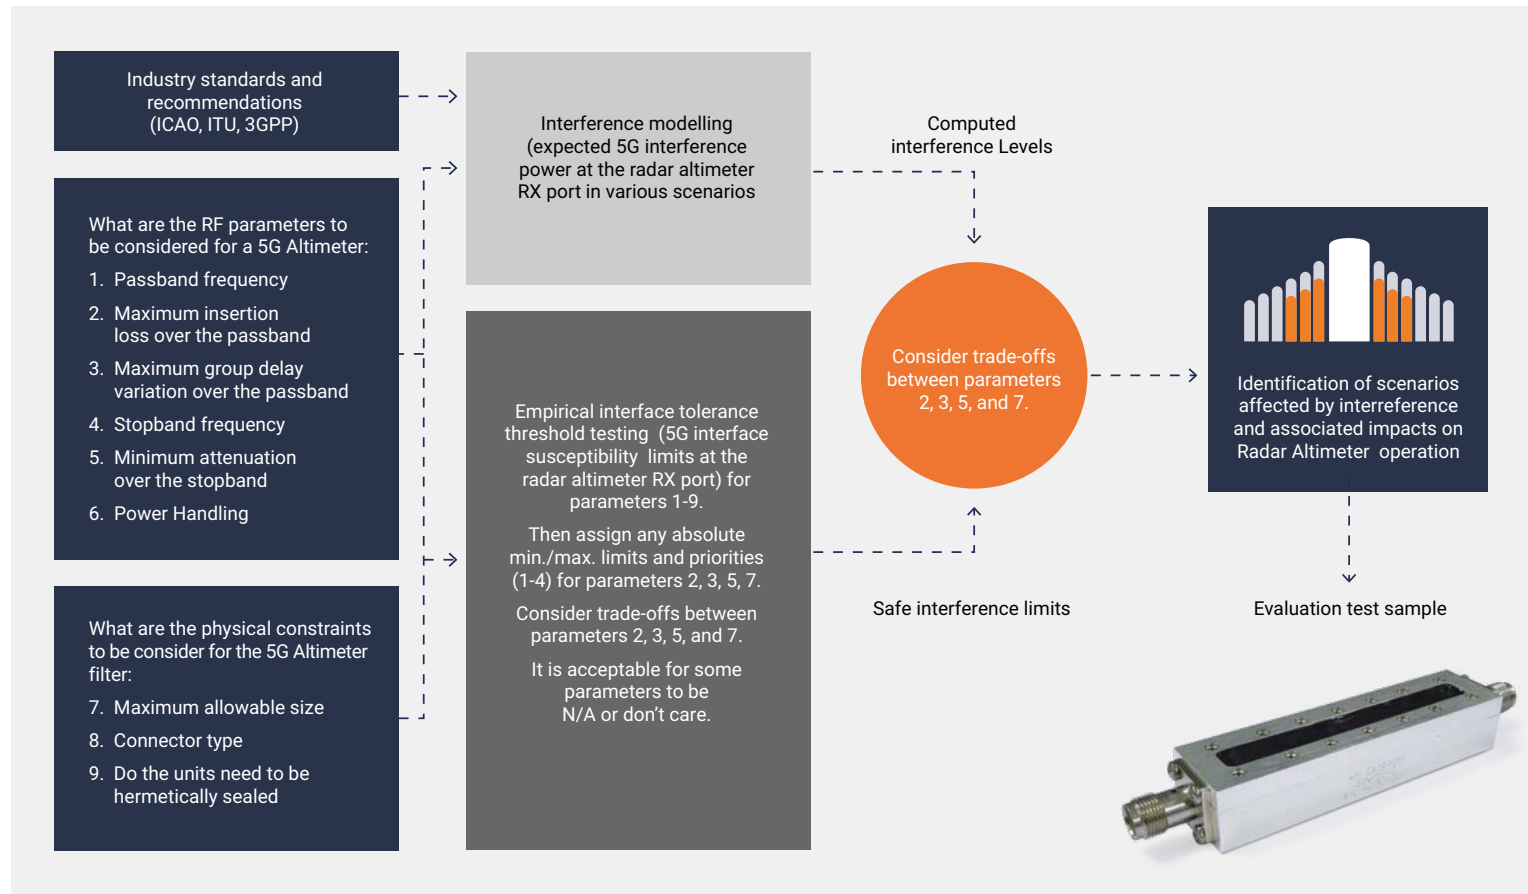 Industry standards and
recommendations
(ICAO, ITU, 3GPP)
What are the RF parameters to
be considered for a 5G Altimeter:
1. Passband frequency
2. Maximum insertion
loss over the passband
3. Maximum group delay
variation over the passband
4. Stopband frequency
5. Minimum attenuation
over the stopband
6. Power Handling
What are the physical constraints
to be consider for the 5G Altimeter
filter:
7. Maximum allowable size
8. Connector type
9. Do the units need to be
hermetically sealed
Interference modelling
(expected 5G interference
power at the radar altimeter
RX port in various scenarios
Empirical interface tolerance
threshold testing (5G interface
susceptibility limits at the
radar altimeter RX port) for
parameters 1-9.
Then assign any absolute
min./max. limits and priorities
(1-4) for parameters 2, 3, 5, 7.
Consider trade-offs between
parameters 2, 3, 5, and 7.
It is acceptable for some
parameters to be
N/A or don’t care.
Computed
interference Levels
Consider trade-offs
between parameters
2, 3, 5, and 7.
Safe interference limits
Identification of scenarios
affected by interreference
and associated impacts on
Radar Altimeter operation
Evaluation test sample